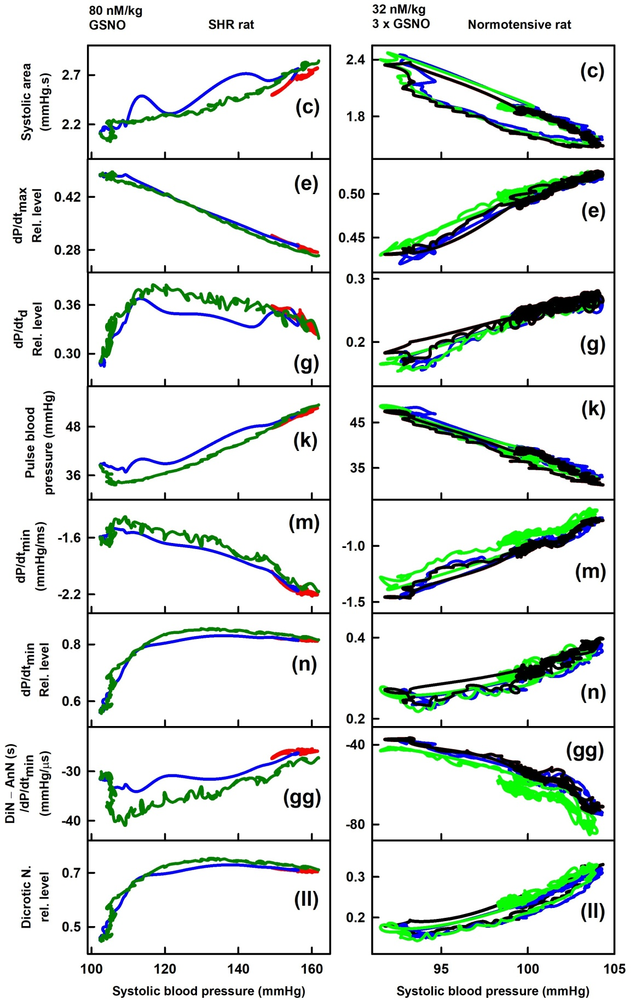 80 nM/kg
GSNO
SHR rat
32 nM/kg
3 x GSNO
Normotensive rat
Systolic area
(mmHg.s)
2.7
2.2
(c)
2.4
1.8
(c)
dP/dtmax
Rel. level
0.42
0.28
(e)
0.50
0.45
(e)
dP/dtd
Rel. level
0.36
0.30
(g)
0.3
0.2
(g)
Pulse blood
pressure (mmHg)
48
36
(k)
45
35
(k)
dP/dtmin
(mmHg/ms)
-1.6
-2.2
(m)
-1.0
-1.5
(m)
dP/dtmin
Rel. level
0.8
0.6
(n)
0.4
0.2
(n)
DiN – AnN (s)
/dP/dtmin
(mmHg/μs)
-30
-40
(gg)
-40
-80
(gg)
Dicrotic N.
rel. level
0.7
0.5
(ll)
0.3
0.2
(ll)
100 120 140 160
95 100 105
Systolic blood pressure (mmHg)
Systolic blood pressure (mmHg)